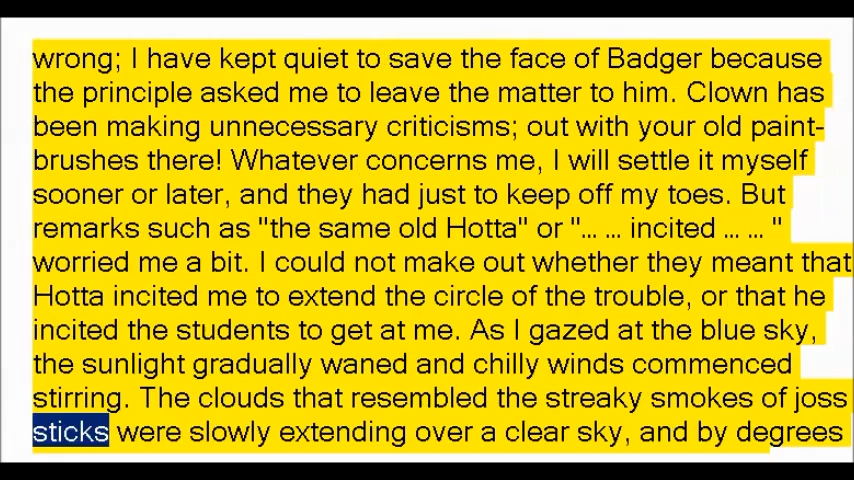 wrong; I have kept quiet to save the face of Badger because
the principle asked me to leave the matter to him. Clown has
been making unnecessary criticisms; out with your old paint-
brushes there! Whatever concerns me, I will settle it myself
sooner or later, and they had just to keep off my toes. But
remarks such as "the same old Hotta" or "... ... incited ... ... "
worried me a bit. I could not make out whether they meant that
Hotta incited me to extend the circle of the trouble, or that he
incited the students to get at me. As I gazed at the blue sky,
the sunlight gradually waned and chilly winds commenced
stirring. The clouds that resembled the streaky smokes of joss
sticks were slowly extending over a clear sky, and by degrees